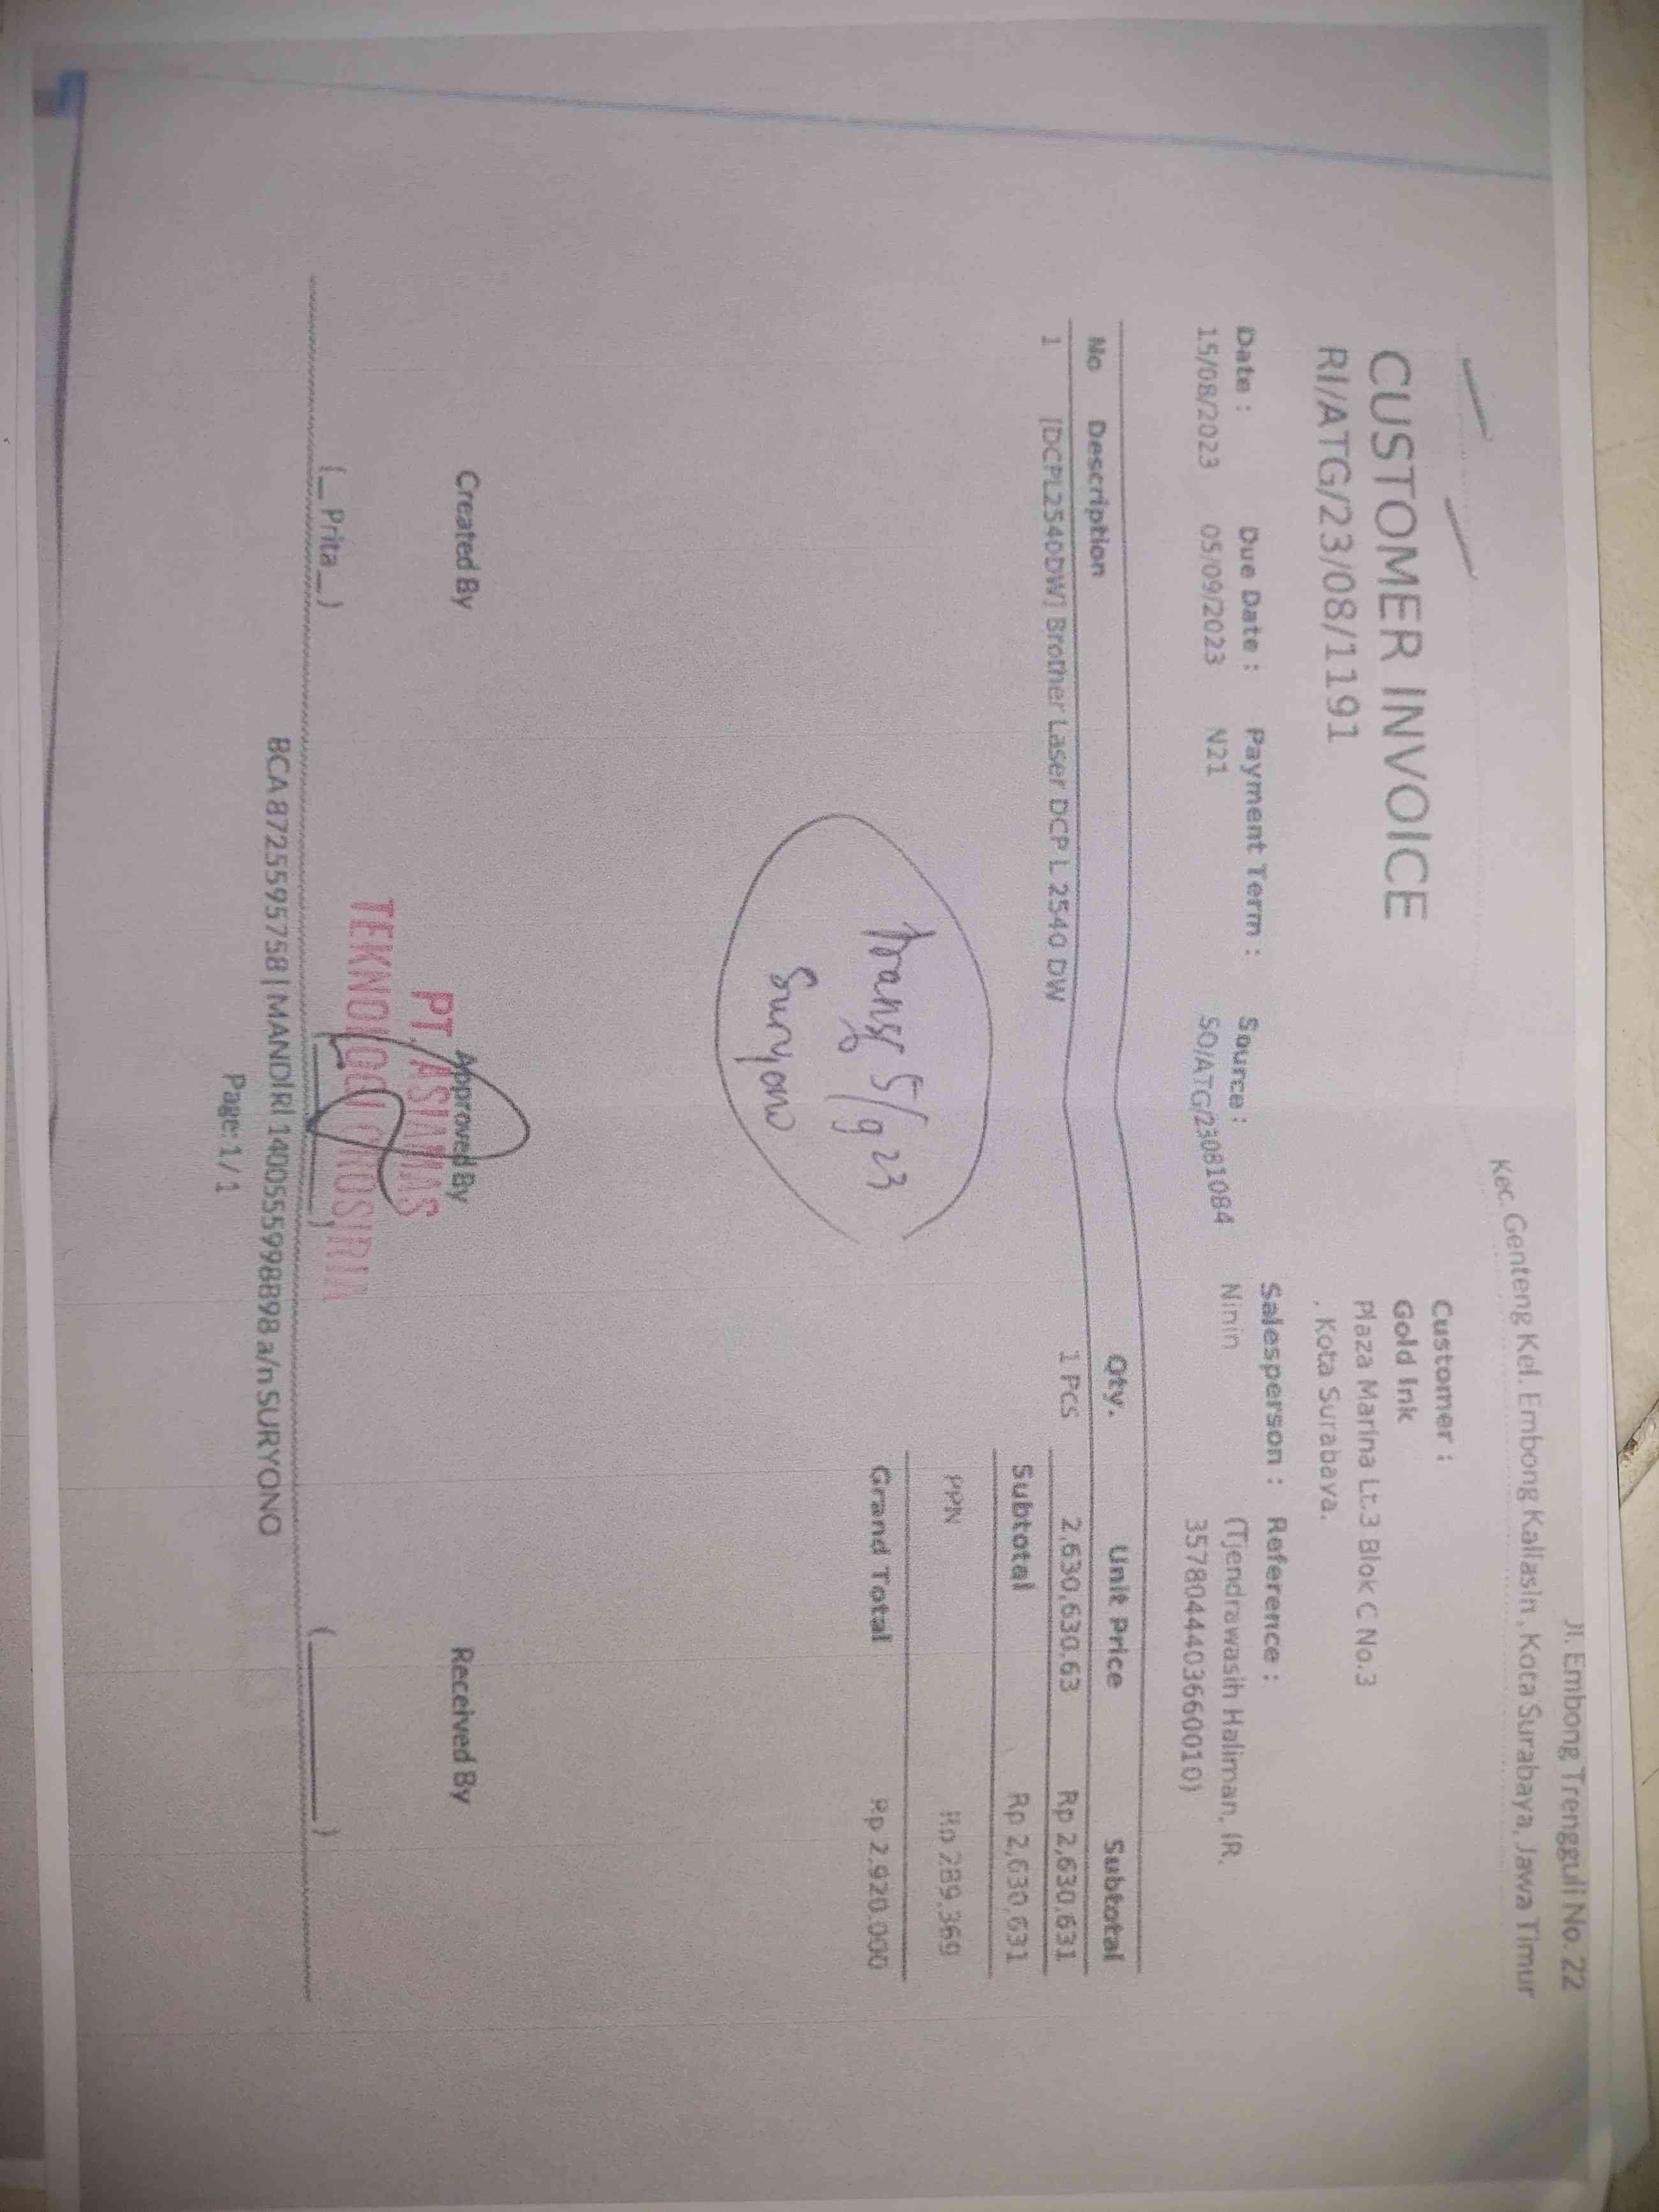 Jl. Embong Trengguli No. 22
Kec. Genteng Kel. Embong Kaliasin , Kota Surabaya, Jawa Timur
CUSTOMER INVOICE
RI/ATG/23/08/1191
Customer :
Gold Ink
Plaza Marina Lt.3 Blok C No.3
, Kota Surabaya.
Date : Due Date : Payment Term : Source : Salesperson : Reference :
15/08/2023 05/09/2023 N21 SO/ATG/23081084 Ninin (Tjendrawasih Haliman, IR.
3578044403660010)
No Description Qty. Unit Price Subtotal
1 [DCPL2540DW] Brother Laser DCP L 2540 DW 1 PCS 2,630,630.63 Rp 2,630,631
Subtotal Rp 2,630,631
PPN Rp 289,369
Grand Total Rp 2.920.000
Transf 5/9 23
Suryono
Created By Approved By Received By
PT. ASIAMAS
TEKNOLOGI
(_Prita_) (______) (______)
BCA 8725595758 | MANDIRI 1400555998898 a/n SURYONO
Page: 1 / 1